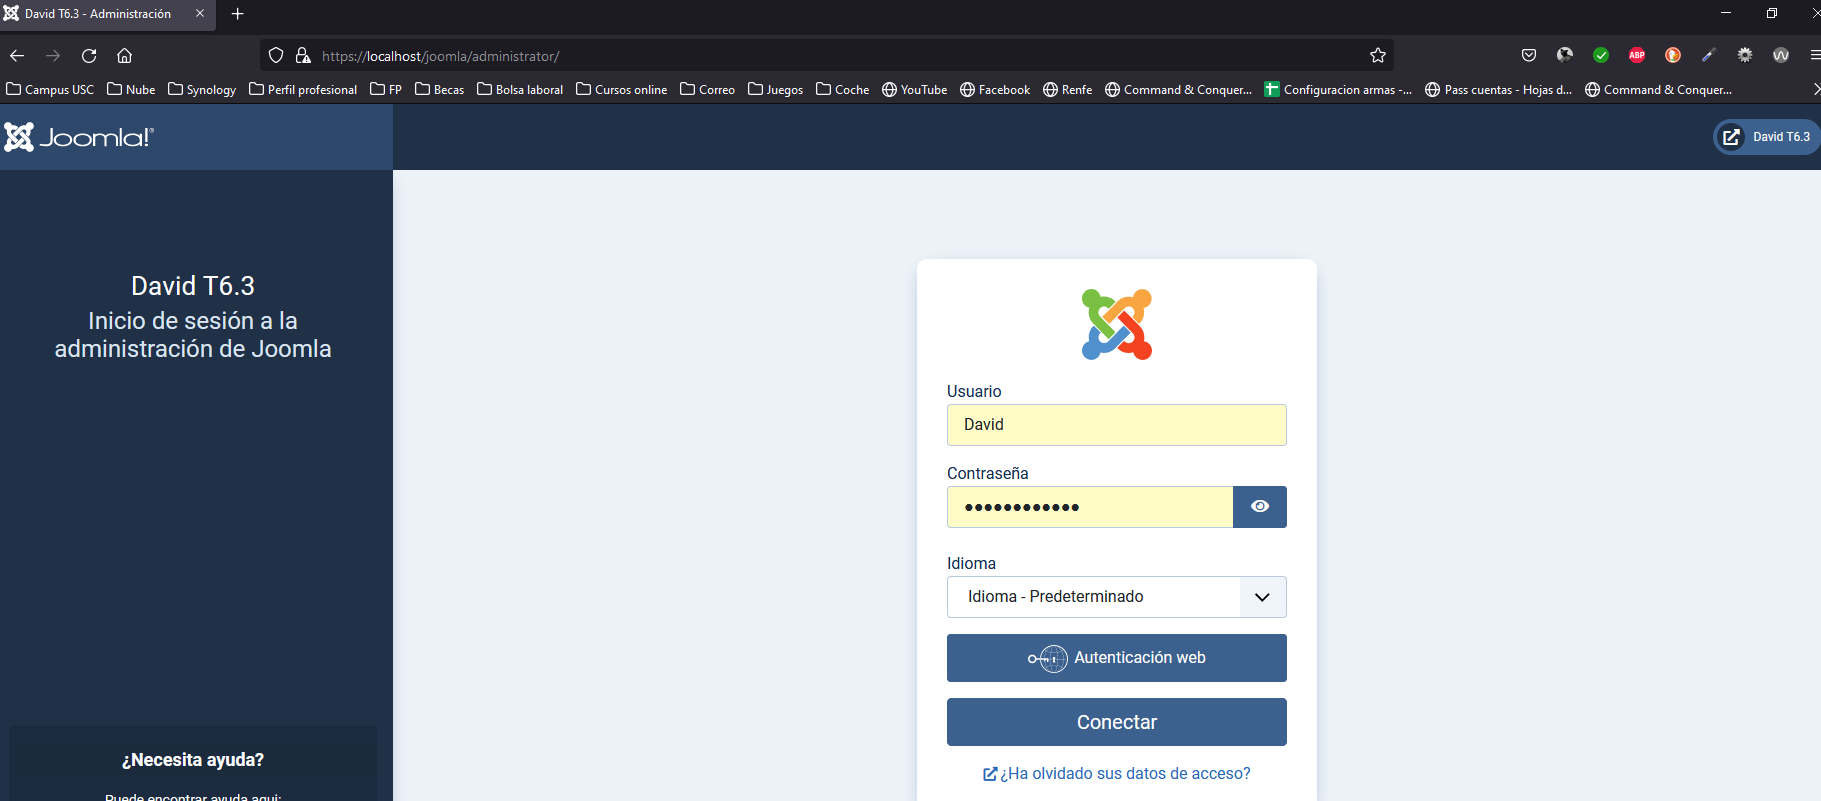 David T6.3 - Administración
https://localhost/joomla/administrator/
ABP
Campus USC Nube Synology Perfil profesional FP Becas Bolsa laboral Cursos online Correo Juegos Coche YouTube Facebook Renfe Command & Conquer... Configuracion armas -... Pass cuentas - Hojas d... Command & Conquer...
Joomla!®
David T6.3
David T6.3
Inicio de sesión a la
administración de Joomla
Usuario
David
Contraseña
Idioma
Idioma - Predeterminado
Autenticación web
Conectar
¿Ha olvidado sus datos de acceso?
¿Necesita ayuda?
Puede encontrar ayuda aquí: